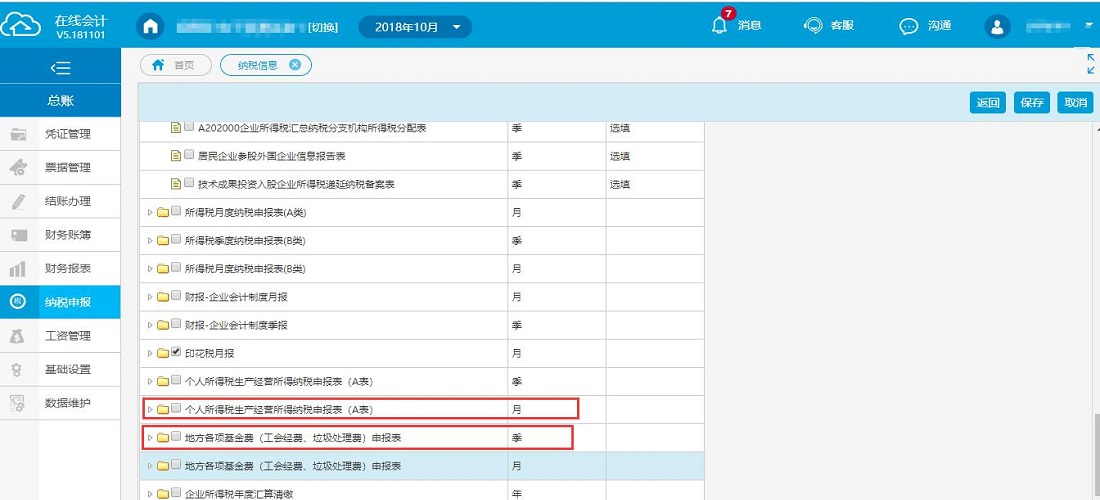 在线会计
V5.181101
[切换]
2018年10月
7
消息
客服
沟通
首页
纳税信息
总账
返回
保存
取消
凭证管理
票据管理
结账办理
财务账簿
财务报表
税
纳税申报
工资管理
基础设置
数据维护
A202000企业所得税汇总纳税分支机构所得税分配表 季 选填
居民企业参股外国企业信息报告表 季 选填
技术成果投资入股企业所得税递延纳税备案表 季 选填
所得税月度纳税申报表(A类) 月
所得税季度纳税申报表(B类) 季
所得税月度纳税申报表(B类) 月
财报-企业会计制度月报 月
财报-企业会计制度季报 季
印花税月报 月
个人所得税生产经营所得纳税申报表（A表） 季
个人所得税生产经营所得纳税申报表（A表） 月
地方各项基金费（工会经费、垃圾处理费）申报表 季
地方各项基金费（工会经费、垃圾处理费）申报表 月
企业所得税年度汇算清缴 年